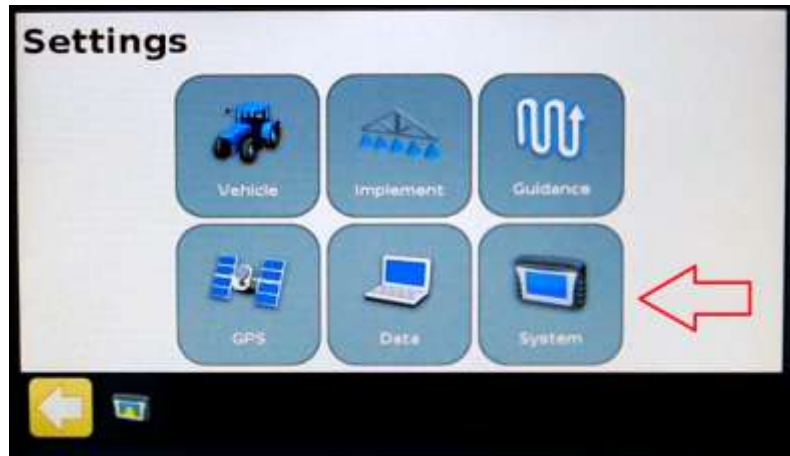 Settings
Vehicle
Implement
Guidance
GPS
Data
System